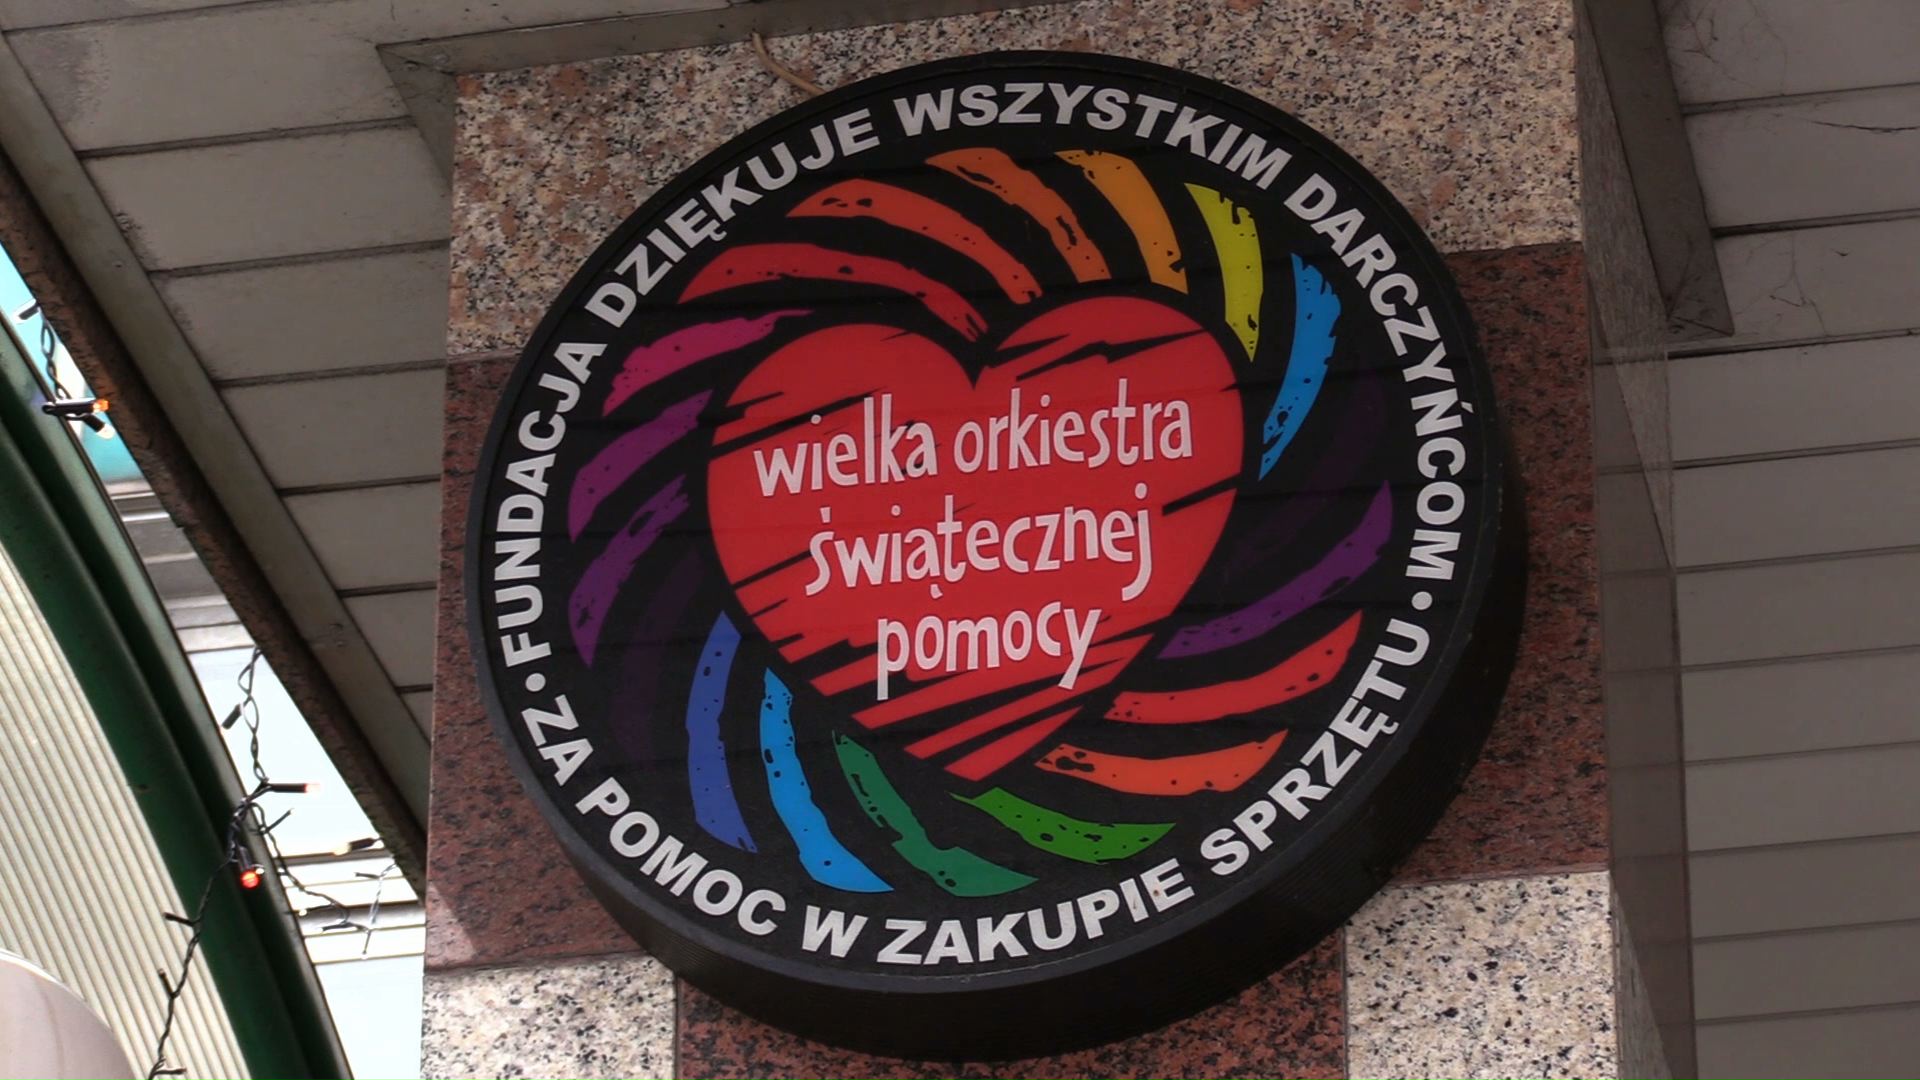 • FUNDACJA DZIĘKUJE WSZYSTKIM DARCZYŃCOM •
wielka orkiestra
świątecznej
pomocy
ZA POMOC W ZAKUPIE SPRZĘTU